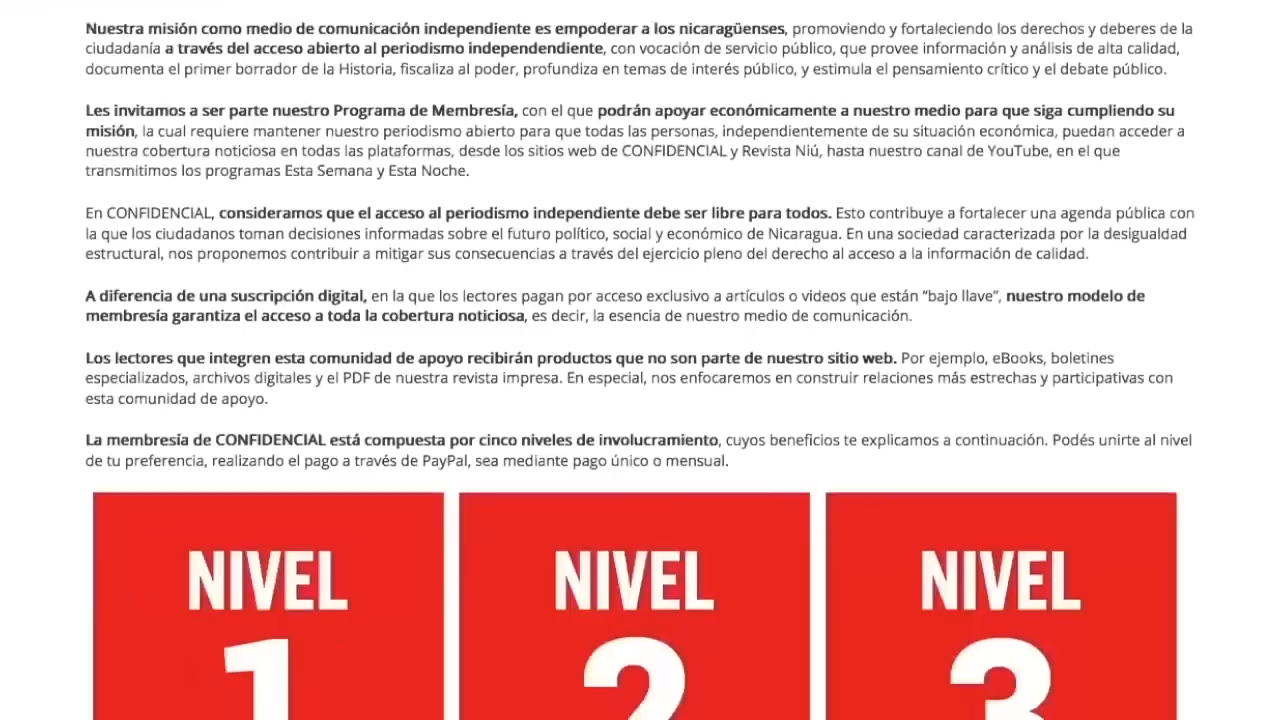 Nuestra misión como medio de comunicación independiente es empoderar a los nicaragüenses, promoviendo y fortaleciendo los derechos y deberes de la
ciudadanía a través del acceso abierto al periodismo independendiente, con vocación de servicio público, que provee información y análisis de alta calidad,
documenta el primer borrador de la Historia, fiscaliza al poder, profundiza en temas de interés público, y estimula el pensamiento crítico y el debate público.
Les invitamos a ser parte nuestro Programa de Membresía, con el que podrán apoyar económicamente a nuestro medio para que siga cumpliendo su
misión, la cual requiere mantener nuestro periodismo abierto para que todas las personas, independientemente de su situación económica, puedan acceder a
nuestra cobertura noticiosa en todas las plataformas, desde los sitios web de CONFIDENCIAL y Revista Niú, hasta nuestro canal de YouTube, en el que
transmitimos los programas Esta Semana y Esta Noche.
En CONFIDENCIAL, consideramos que el acceso al periodismo independiente debe ser libre para todos. Esto contribuye a fortalecer una agenda pública con
la que los ciudadanos toman decisiones informadas sobre el futuro político, social y económico de Nicaragua. En una sociedad caracterizada por la desigualdad
estructural, nos proponemos contribuir a mitigar sus consecuencias a través del ejercicio pleno del derecho al acceso a la información de calidad.
A diferencia de una suscripción digital, en la que los lectores pagan por acceso exclusivo a artículos o videos que están “bajo llave”, nuestro modelo de
membresía garantiza el acceso a toda la cobertura noticiosa, es decir, la esencia de nuestro medio de comunicación.
Los lectores que integren esta comunidad de apoyo recibirán productos que no son parte de nuestro sitio web. Por ejemplo, eBooks, boletines
especializados, archivos digitales y el PDF de nuestra revista impresa. En especial, nos enfocaremos en construir relaciones más estrechas y participativas con
esta comunidad de apoyo.
La membresía de CONFIDENCIAL está compuesta por cinco niveles de involucramiento, cuyos beneficios te explicamos a continuación. Podés unirte al nivel
de tu preferencia, realizando el pago a través de PayPal, sea mediante pago único o mensual.
NIVEL NIVEL NIVEL
1 2 3